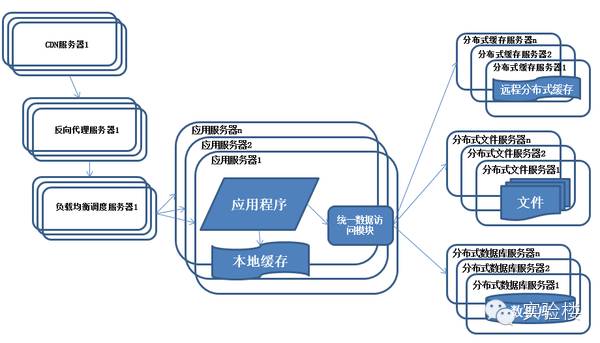 CDN服务器1
反向代理服务器1
负载均衡调度服务器1
应用服务器n
应用服务器2
应用服务器1
应用程序
本地缓存
统一数据访
问模块
分布式缓存服务器n
分布式缓存服务器2
分布式缓存服务器1
远程分布式缓存
分布式文件服务器n
分布式文件服务器2
分布式文件服务器1
文件
分布式数据库服务器n
分布式数据库服务器2
分布式数据库服务器1
数据库
实验楼